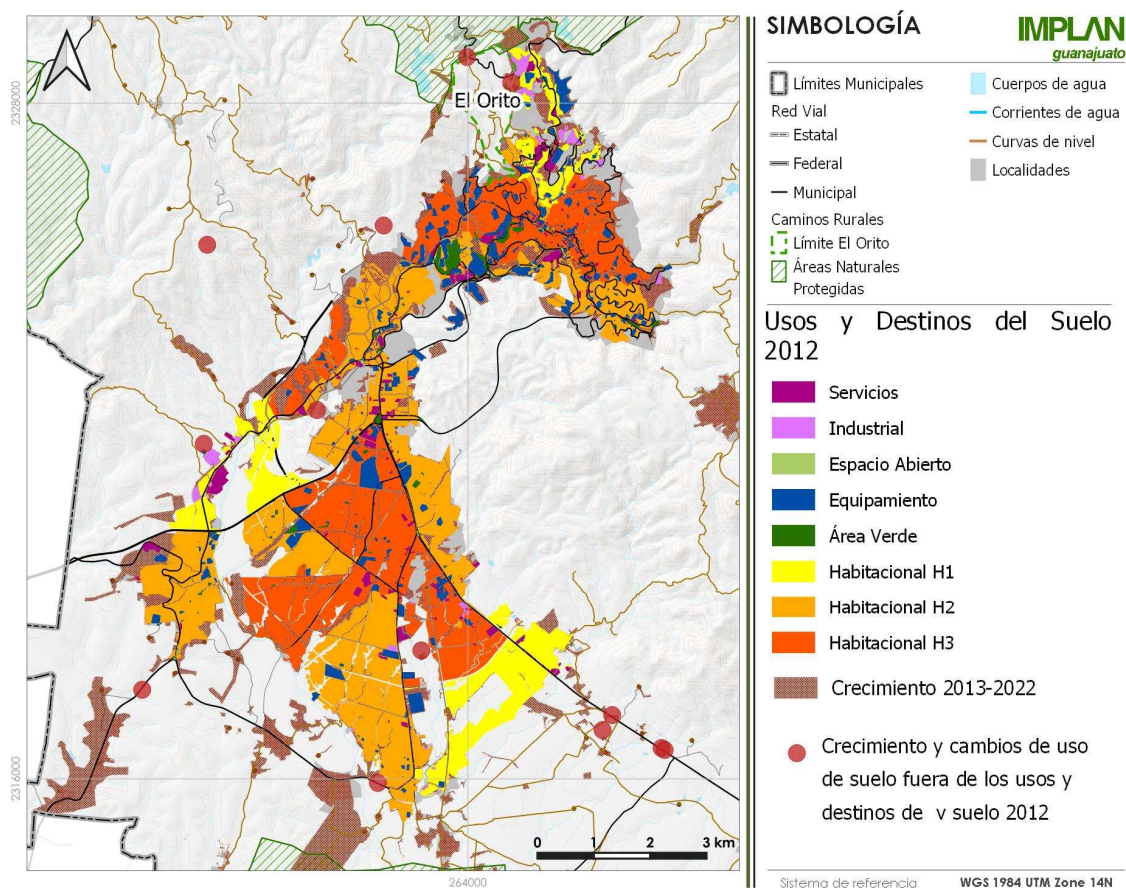 2328000
2316000
264000
El Orito
0 1 2 3 km
SIMBOLOGÍA
IMPLAN
guanajuato
Límites Municipales
Red Vial
Estatal
Federal
Municipal
Caminos Rurales
Límite El Orito
Áreas Naturales
Protegidas
Cuerpos de agua
Corrientes de agua
Curvas de nivel
Localidades
Usos y Destinos del Suelo
2012
Servicios
Industrial
Espacio Abierto
Equipamiento
Área Verde
Habitacional H1
Habitacional H2
Habitacional H3
Crecimiento 2013-2022
Crecimiento y cambios de uso
de suelo fuera de los usos y
destinos de v suelo 2012
Sistema de referencia WGS 1984 UTM Zone 14N